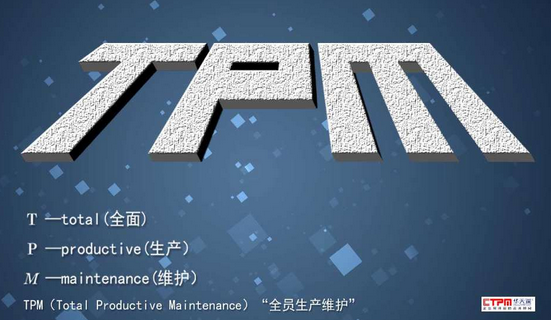 TPM
T —total(全面)
P —productive(生产)
M —maintenance(维护)
TPM（Total Productive Maintenance）“全员生产维护”
CTPM